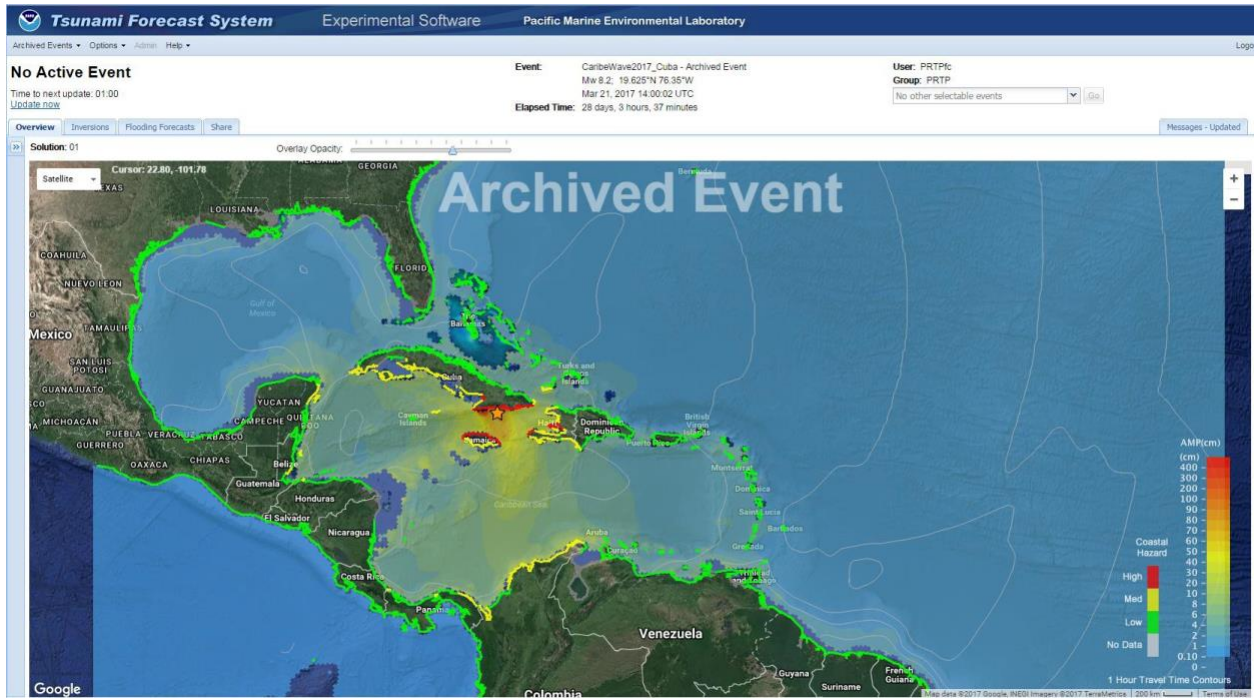 Tsunami Forecast System Experimental Software Pacific Marine Environmental Laboratory
Archived Events Options Admin Help Logo
No Active Event
Time to next update: 01:00
Update now
Event: CaribeWave2017_Cuba - Archived Event
Mw 8.2; 19.625°N 76.35°W
Mar 21, 2017 14:00:02 UTC
Elapsed Time: 28 days, 3 hours, 37 minutes
User: PRTPfc
Group: PRTP
No other selectable events Go
Overview Inversions Flooding Forecasts Share Messages - Updated
Solution: 01 Overlay Opacity:
Satellite
Cursor: 22.80, -101.78
Archived Event
+
-
GEORGIA
LOUISIANA
COAHUILA
NUEVO LEON
FLORID
Gulf of
Mexico
Mexico
TAMAULIP
SAN LUIS
POTOSI
GUANAJUATO
MICHOACÁN
PUEBLA
VERACRUZ
TABASCO
GUERRERO
OAXACA
CHIAPAS
YUCATAN
CAMPECHE
QUINTANA
ROO
Bahamas
Cuba
Turks and
Islands
Cayman
Islands
Jamaic
Haiti
Dominican
Republic
Puerto Rico
British
Virgin
Islands
Montserrat
Dominica
Saint Lucia
Barbados
Grenada
Belize
Guatemala
Honduras
El Salvador
Nicaragua
Costa Rica
Panama
Caribbean Sea
Aruba
Curaçao
Venezuela
Colombia
Guyana
Suriname
French
Guiana
AMP(cm)
(cm)
400
300
200
100
90
80
70
60
50
40
30
20
10
8
6
4
2
1
0.10
0
Coastal
Hazard
High
Med
Low
No Data
1 Hour Travel Time Contours
Google
Map data ©2017 Google, INEGI Imagery ©2017 TerraMetrics 200 km Terms of Use